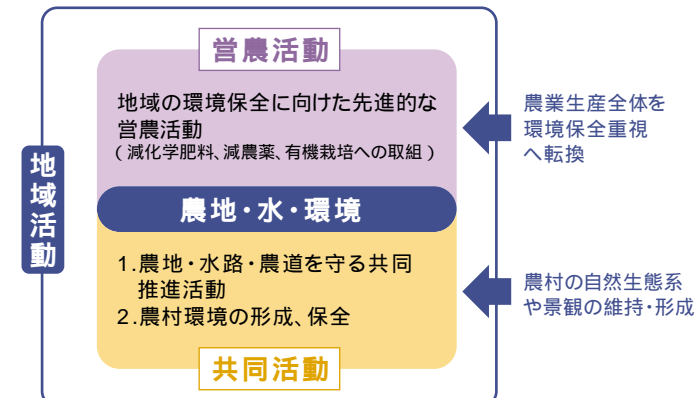 営農活動
地域の環境保全に向けた先進的な
営農活動
(減化学肥料、減農薬、有機栽培への取組)
農業生産全体を
環境保全重視
へ転換
地域活動
農地・水・環境
1.農地・水路・農道を守る共同
推進活動
2.農村環境の形成、保全
農村の自然生態系
や景観の維持・形成
共同活動